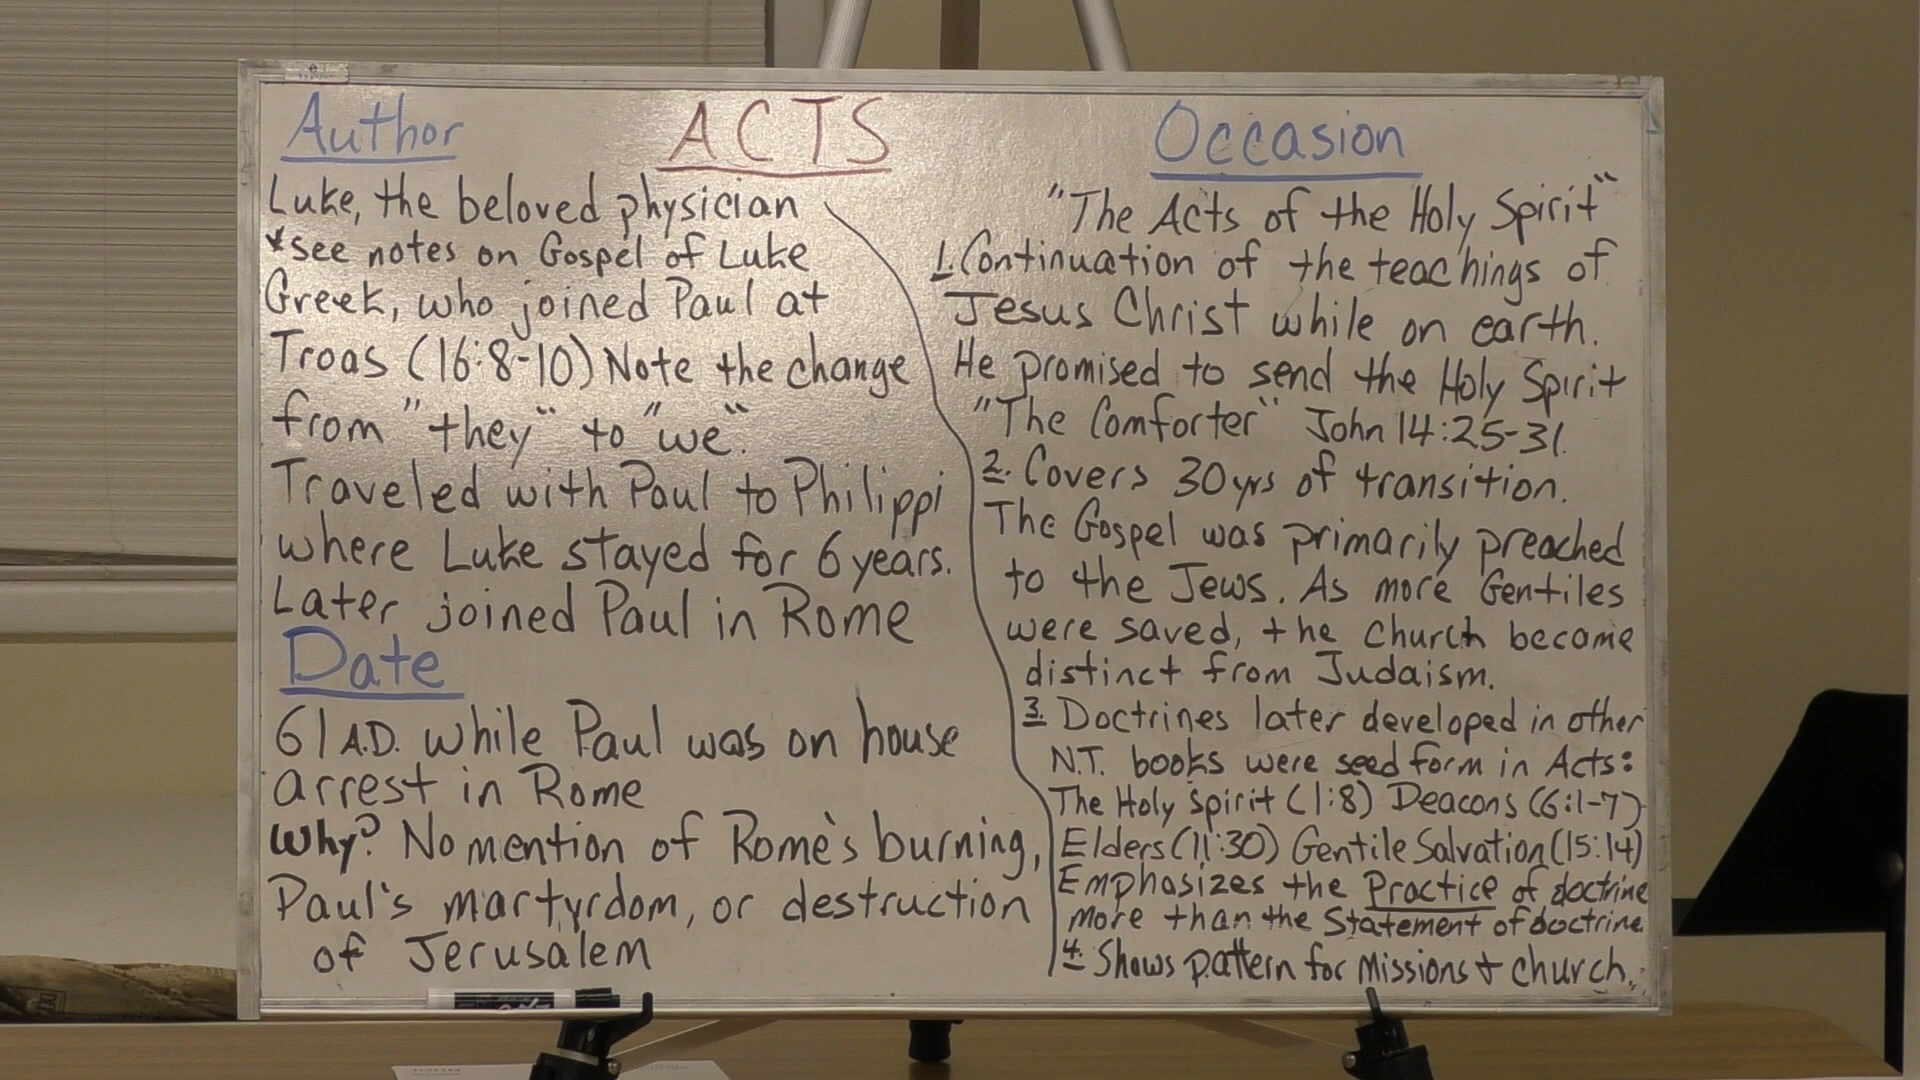 ACTS
Author
Luke, the beloved physician
*see notes on Gospel of Luke
Greek, who joined Paul at
Troas (16:8-10) Note the change
from "they" to "we".
Traveled with Paul to Philippi
where Luke stayed for 6 years.
Later joined Paul in Rome
Date
61 A.D. while Paul was on house
arrest in Rome
Why? No mention of Rome's burning,
Paul's martyrdom, or destruction
of Jerusalem
Occasion
"The Acts of the Holy Spirit"
1. Continuation of the teachings of
Jesus Christ while on earth.
He promised to send the Holy Spirit
"The Comforter" John 14:25-31.
2. Covers 30yrs of transition.
The Gospel was primarily preached
to the Jews. As more Gentiles
were saved, the church became
distinct from Judaism.
3. Doctrines later developed in other
N.T. books were seed form in Acts:
The Holy Spirit (1:8) Deacons (6:1-7)
Elders (11:30) Gentile Salvation (15:14)
Emphasizes the Practice of doctrine
more than the Statement of doctrine
4. Shows pattern for Missions & church.